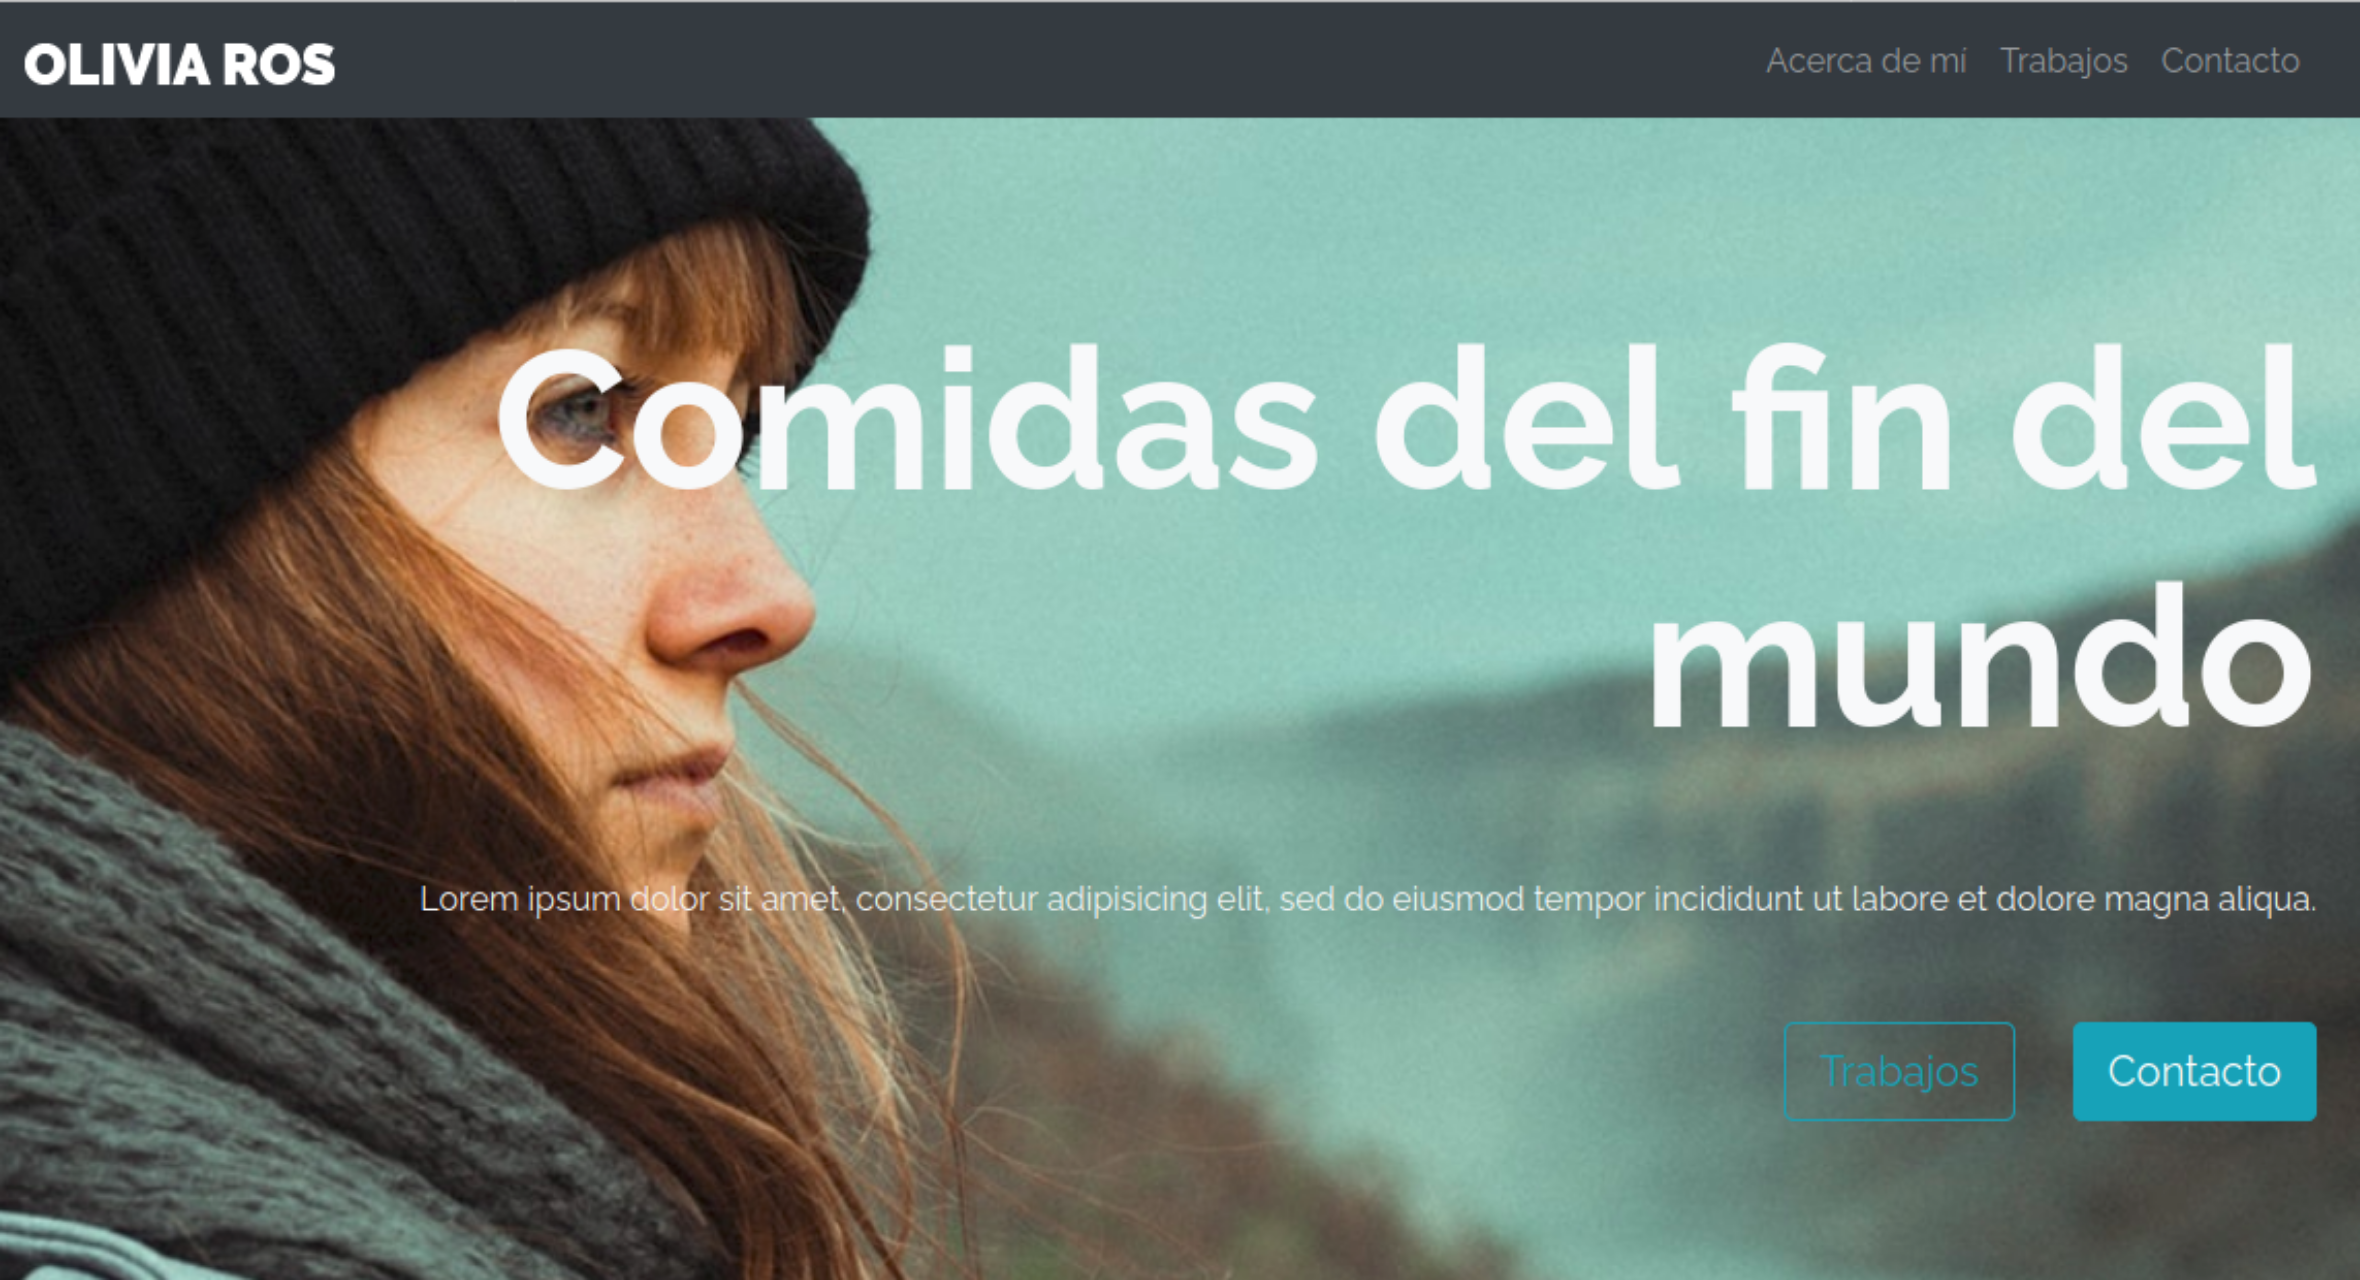 OLIVIA ROS
Acerca de mí Trabajos Contacto
Comidas del fin del
mundo
Lorem ipsum dolor sit amet, consectetur adipisicing elit, sed do eiusmod tempor incididunt ut labore et dolore magna aliqua.
Trabajos Contacto